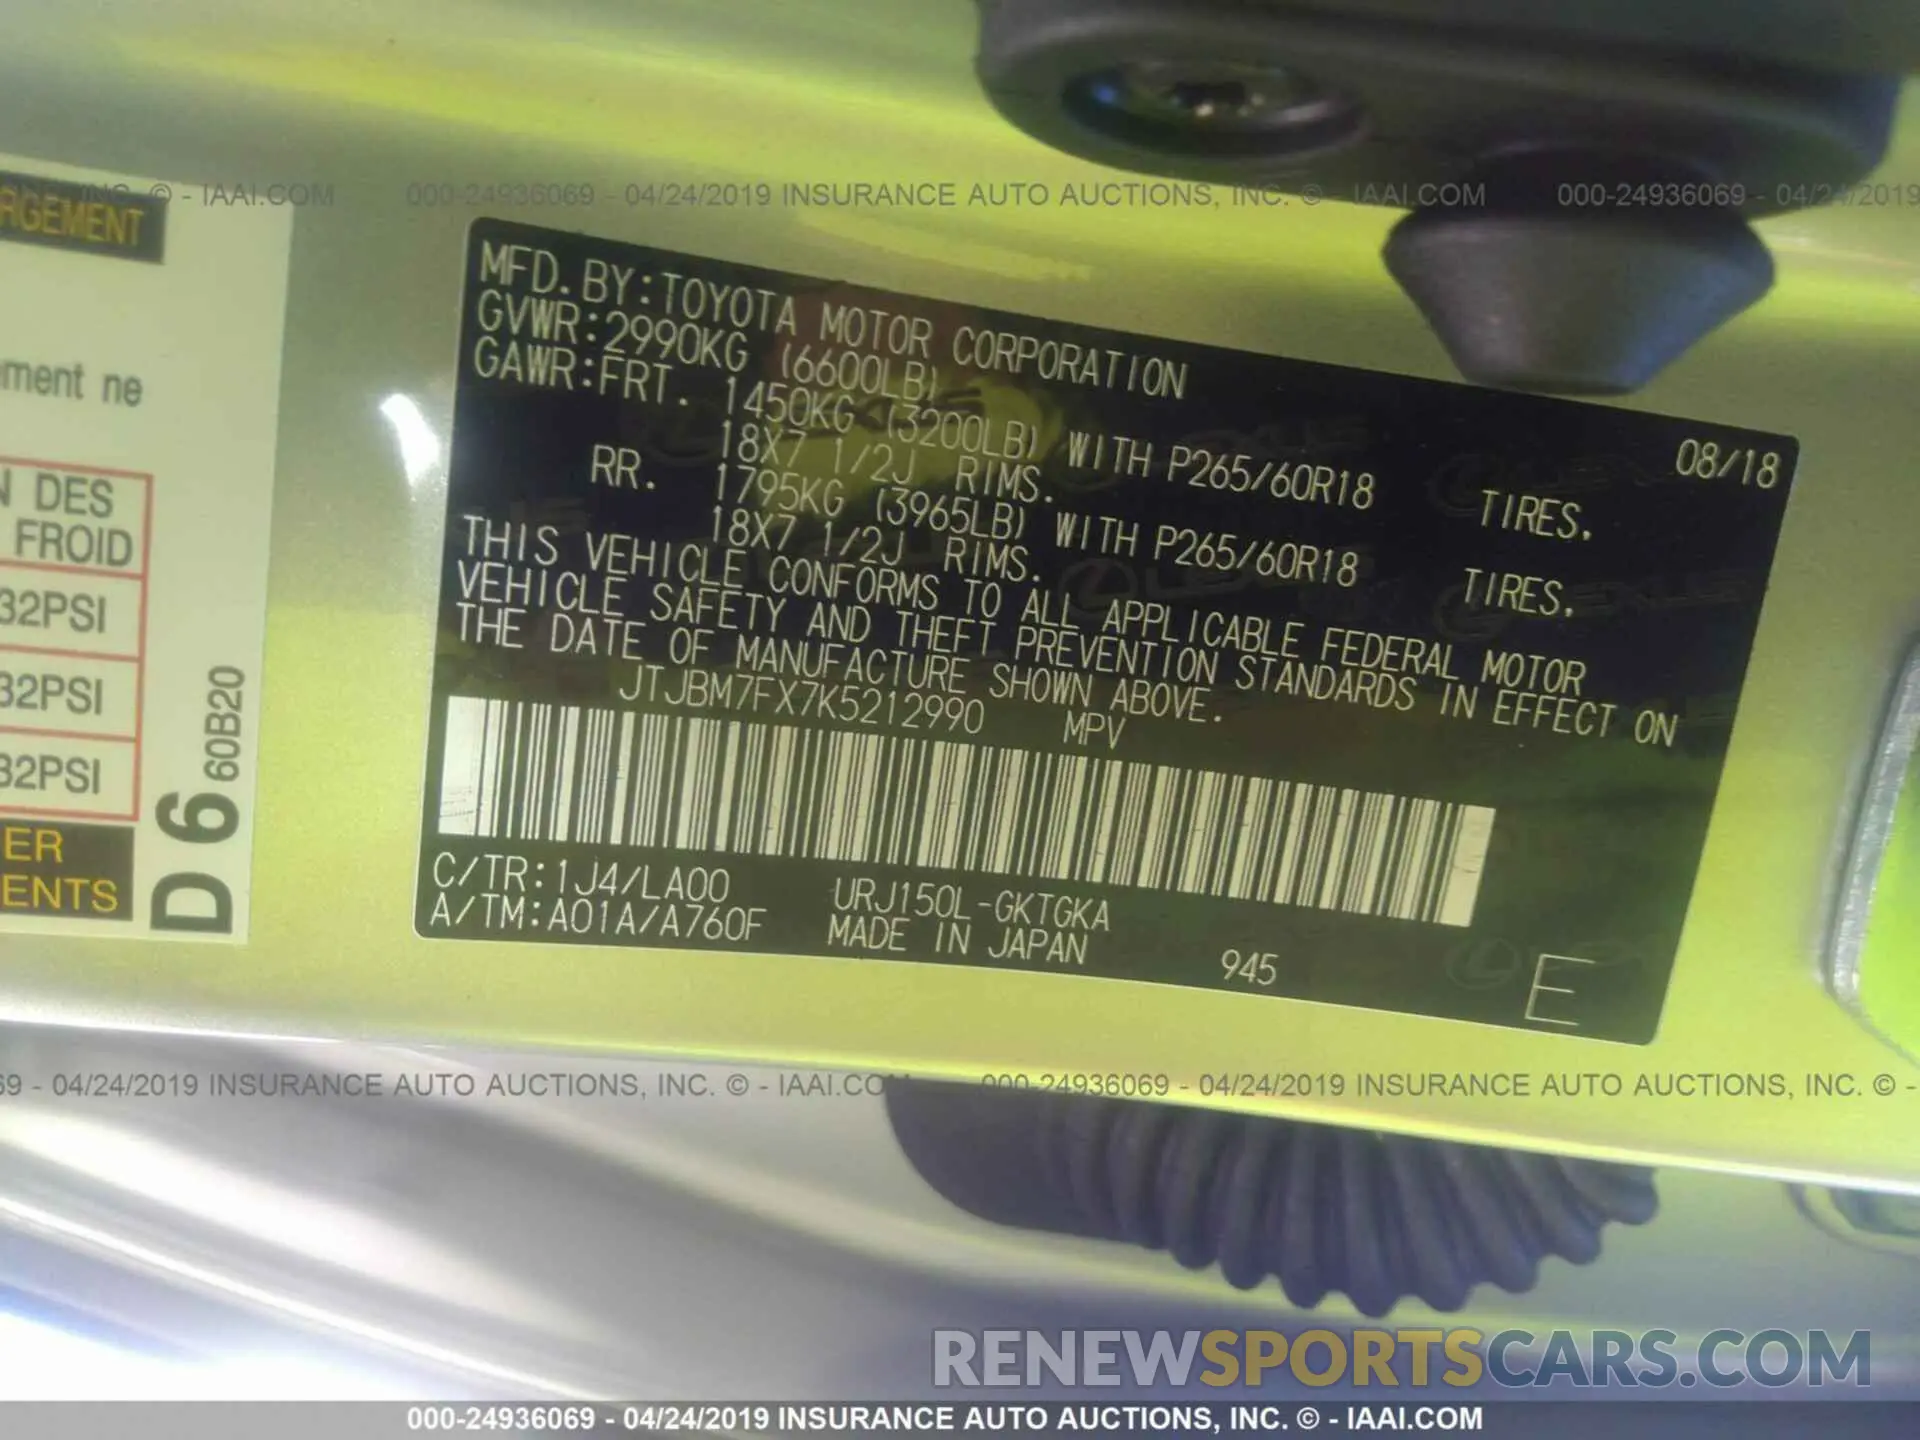 INC. © - IAAI.COM 000-24936069 - 04/24/2019 INSURANCE AUTO AUCTIONS, INC. © - IAAI.COM 000-24936069 - 04/24/2019
RGEMENT
ment ne
N DES
FROID
32PSI
32PSI
32PSI
ER
ENTS
D 6 60B20
MFD. BY:TOYOTA MOTOR CORPORATION 08/18
GVWR:2990KG (6600LB)
GAWR:FRT. 1450KG (3200LB) WITH P265/60R18 TIRES.
18X7 1/2J RIMS.
RR. 1795KG (3965LB) WITH P265/60R18 TIRES.
18X7 1/2J RIMS.
THIS VEHICLE CONFORMS TO ALL APPLICABLE FEDERAL MOTOR
VEHICLE SAFETY AND THEFT PREVENTION STANDARDS IN EFFECT ON
THE DATE OF MANUFACTURE SHOWN ABOVE.
JTJBM7FX7K5212990 MPV
C/TR:1J4/LA00 URJ150L-GKTGKA
A/TM:A01A/A760F MADE IN JAPAN 945 E
69 - 04/24/2019 INSURANCE AUTO AUCTIONS, INC. © - IAAI.COM 000-24936069 - 04/24/2019 INSURANCE AUTO AUCTIONS, INC. © -
RENEWSPORTSCARS.COM
000-24936069 - 04/24/2019 INSURANCE AUTO AUCTIONS, INC. © - IAAI.COM